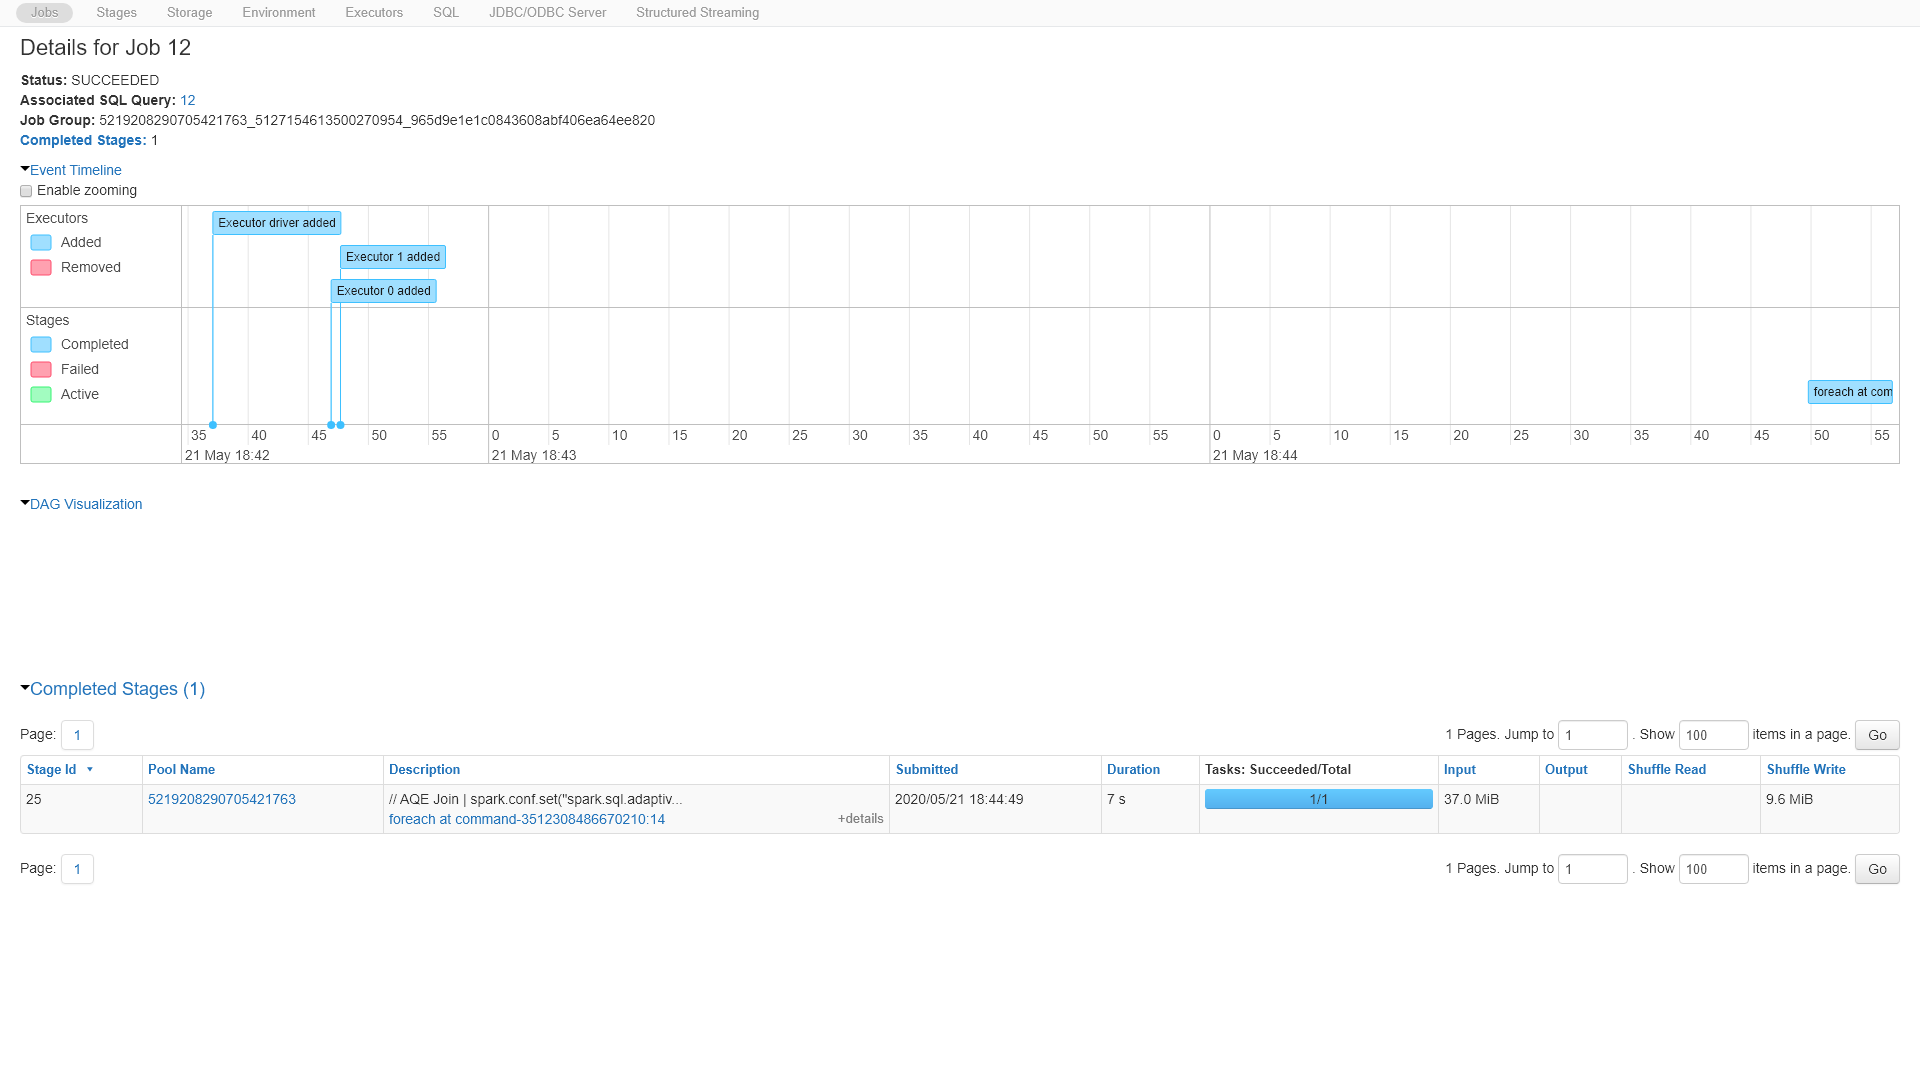 Jobs Stages Storage Environment Executors SQL JDBC/ODBC Server Structured Streaming
Details for Job 12
Status: SUCCEEDED
Associated SQL Query: 12
Job Group: 5219208290705421763_5127154613500270954_965d9e1e1c0843608abf406ea64ee820
Completed Stages: 1
Event Timeline
Enable zooming
Executors
Added
Removed
Executor driver added
Executor 1 added
Executor 0 added
Stages
Completed
Failed
Active
foreach at com
35 40 45 50 55 0 5 10 15 20 25 30 35 40 45 50 55 0 5 10 15 20 25 30 35 40 45 50 55
21 May 18:42 21 May 18:43 21 May 18:44
DAG Visualization
Completed Stages (1)
Page: 1 1 Pages. Jump to 1 . Show 100 items in a page. Go
Stage Id Pool Name Description Submitted Duration Tasks: Succeeded/Total Input Output Shuffle Read Shuffle Write
25 5219208290705421763 // AQE Join | spark.conf.set("spark.sql.adaptiv... 2020/05/21 18:44:49 7 s 1/1 37.0 MiB 9.6 MiB
foreach at command-3512308486670210:14 +details
Page: 1 1 Pages. Jump to 1 . Show 100 items in a page. Go